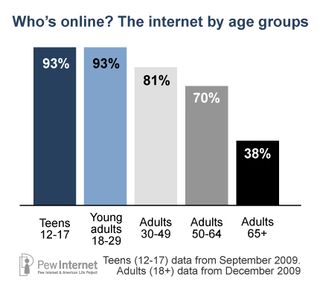 Who's online? The internet by age groups
93%
93%
81%
70%
38%
Teens
12-17
Young
adults
18-29
Adults
30-49
Adults
50-64
Adults
65+
PewInternet
Pew Internet & American Life Project
Teens (12-17) data from September 2009.
Adults (18+) data from December 2009